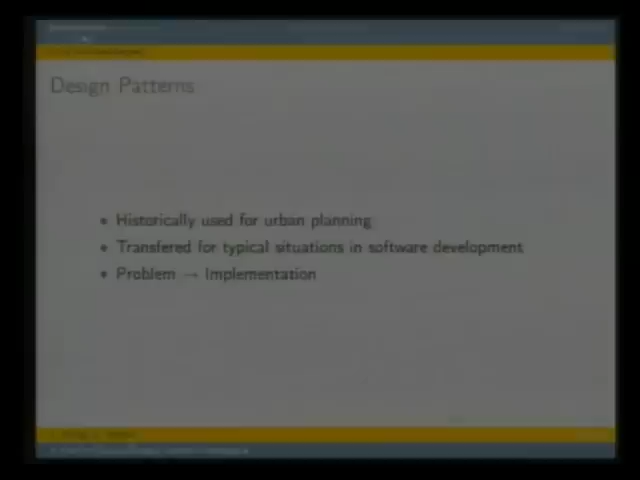 Design Patterns
• Historically used for urban planning
• Transfered for typical situations in software development
• Problem → Implementation